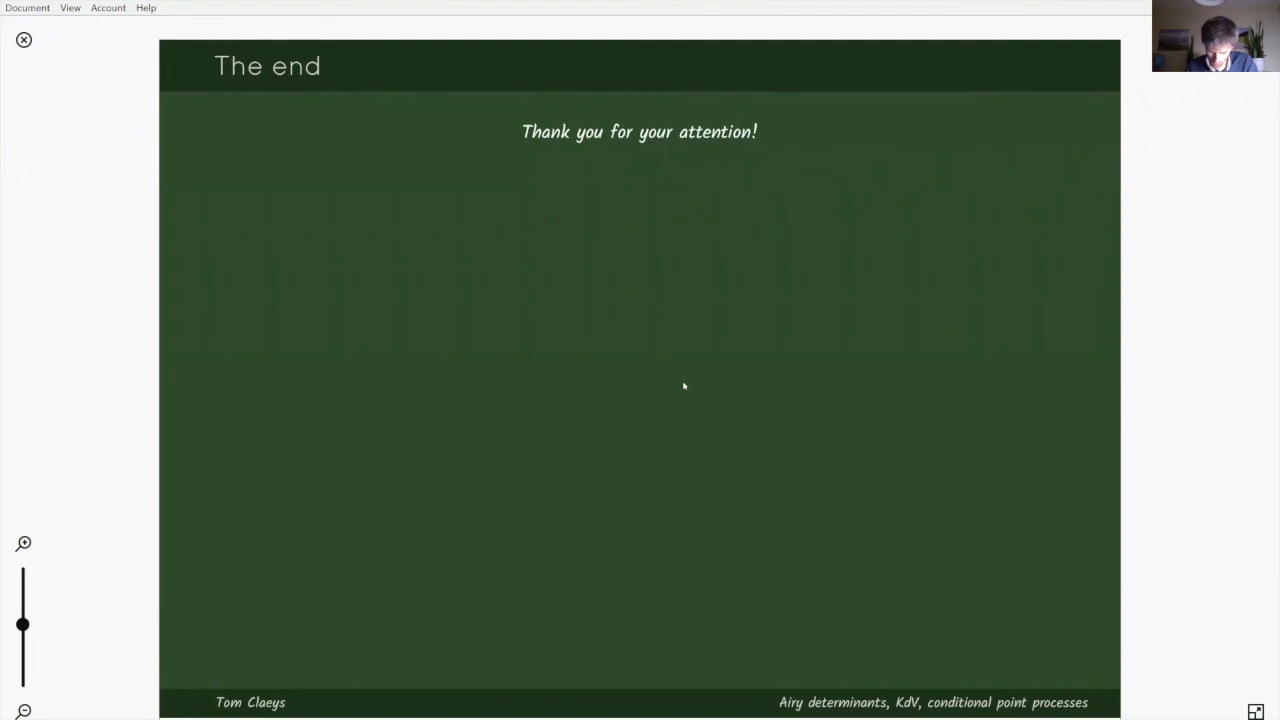 Document View Account Help
The end
Thank you for your attention!
Tom Claeys
Airy determinants, KdV, conditional point processes